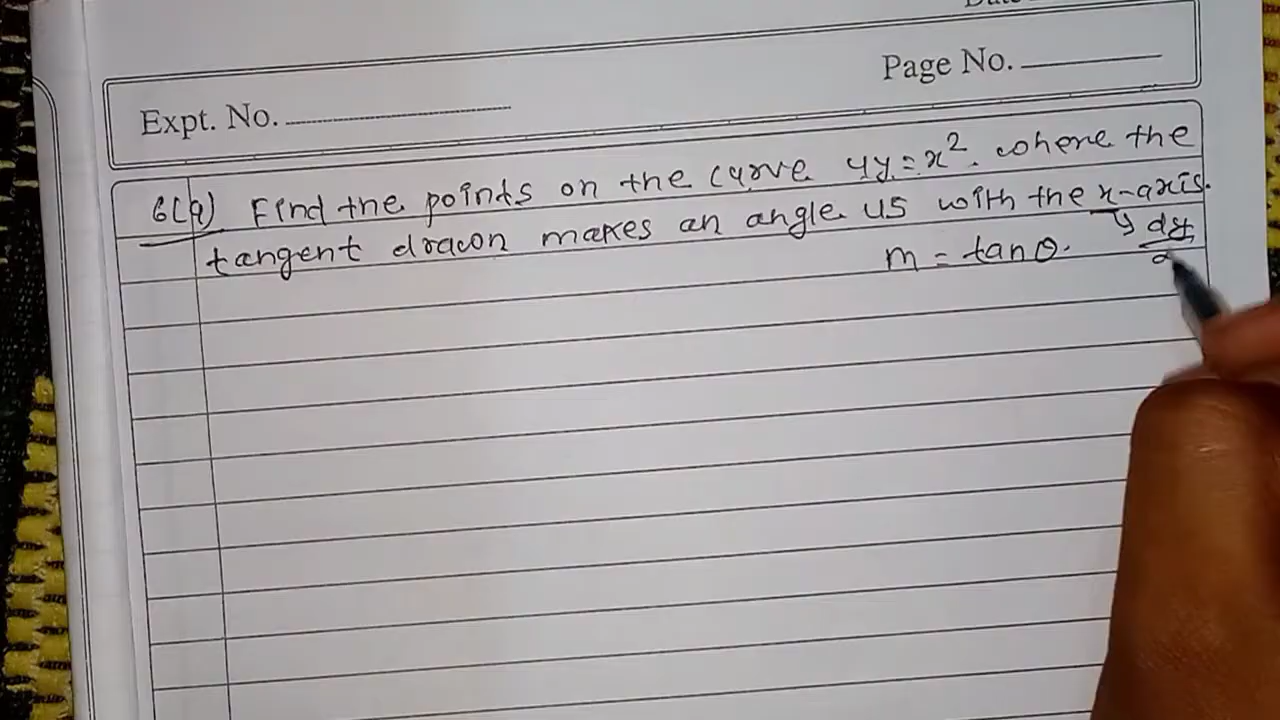 Page No.
Expt. No.
6(a) Find the points on the curve 4y = x². where the
tangent drawn makes an angle 45 with the x-axis.
m = tanθ. dy